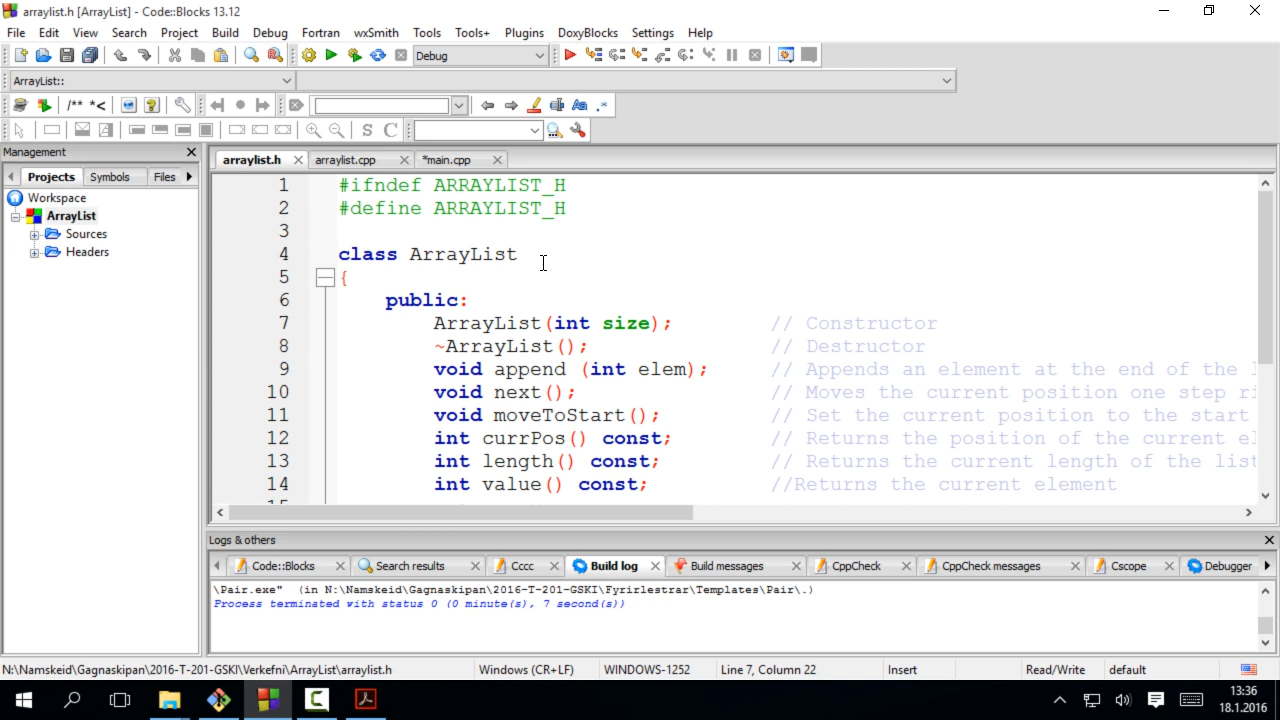 arraylist.h [ArrayList] - Code::Blocks 13.12
File Edit View Search Project Build Debug Fortran wxSmith Tools Tools+ Plugins DoxyBlocks Settings Help
Debug
ArrayList::
/** *<
Aa .*
S C
Management
Projects Symbols Files
arraylist.h arraylist.cpp *main.cpp
Workspace
ArrayList
Sources
Headers
1 #ifndef ARRAYLIST_H
2 #define ARRAYLIST_H
3
4 class ArrayList
5 {
6 public:
7 ArrayList(int size); // Constructor
8 ~ArrayList(); // Destructor
9 void append (int elem); // Appends an element at the end of the
10 void next(); // Moves the current position one step
11 void moveToStart(); // Set the current position to the start
12 int currPos() const; // Returns the position of the current
13 int length() const; // Returns the current length of the list
14 int value() const; //Returns the current element
15
Logs & others
Code::Blocks Search results Cccc Build log Build messages CppCheck CppCheck messages Cscope Debugger
\Pair.exe" (in N:\Namskeid\Gagnaskipan\2016-T-201-GSKI\Fyrirlestrar\Templates\Pair\.)
Process terminated with status 0 (0 minute(s), 7 second(s))
N:\Namskeid\Gagnaskipan\2016-T-201-GSKI\Verkefni\ArrayList\arraylist.h Windows (CR+LF) WINDOWS-1252 Line 7, Column 22 Insert Read/Write default
13:36
18.1.2016